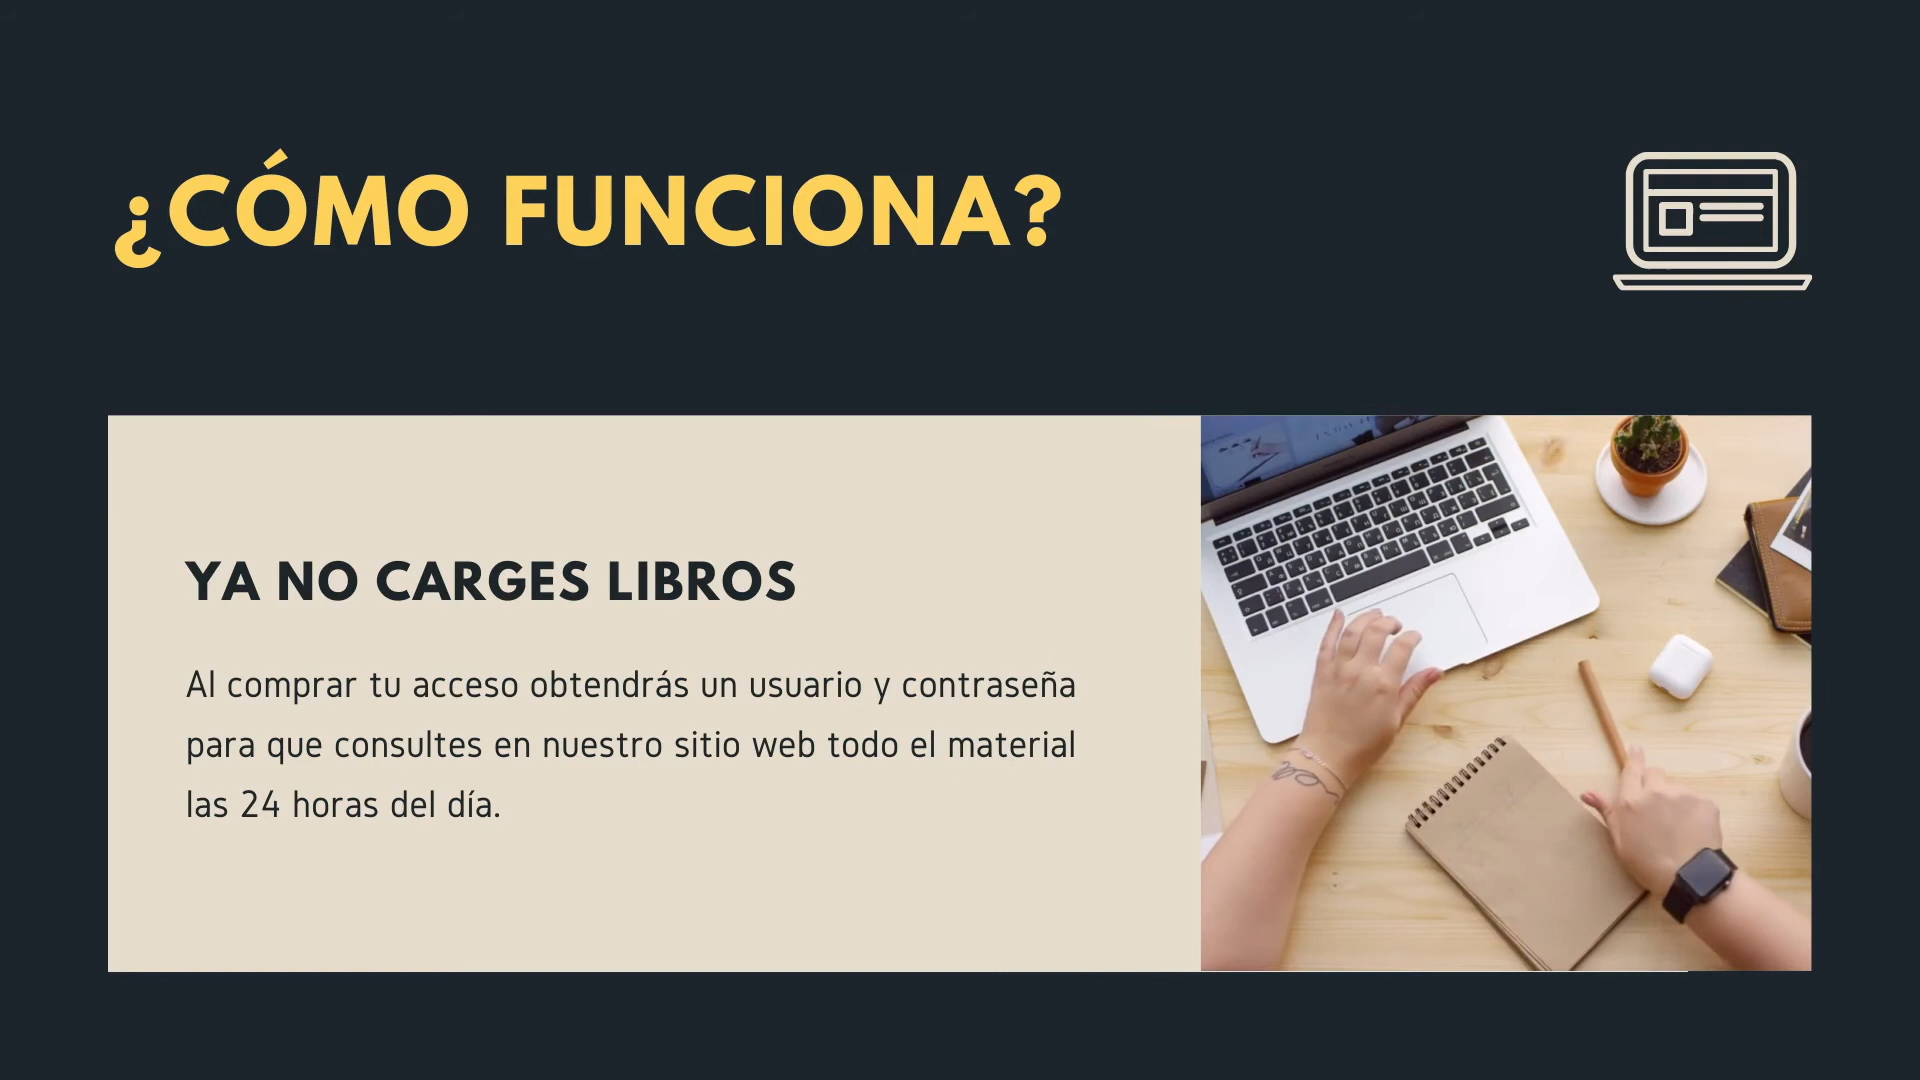 ¿CÓMO FUNCIONA?
YA NO CARGES LIBROS
Al comprar tu acceso obtendrás un usuario y contraseña
para que consultes en nuestro sitio web todo el material
las 24 horas del día.